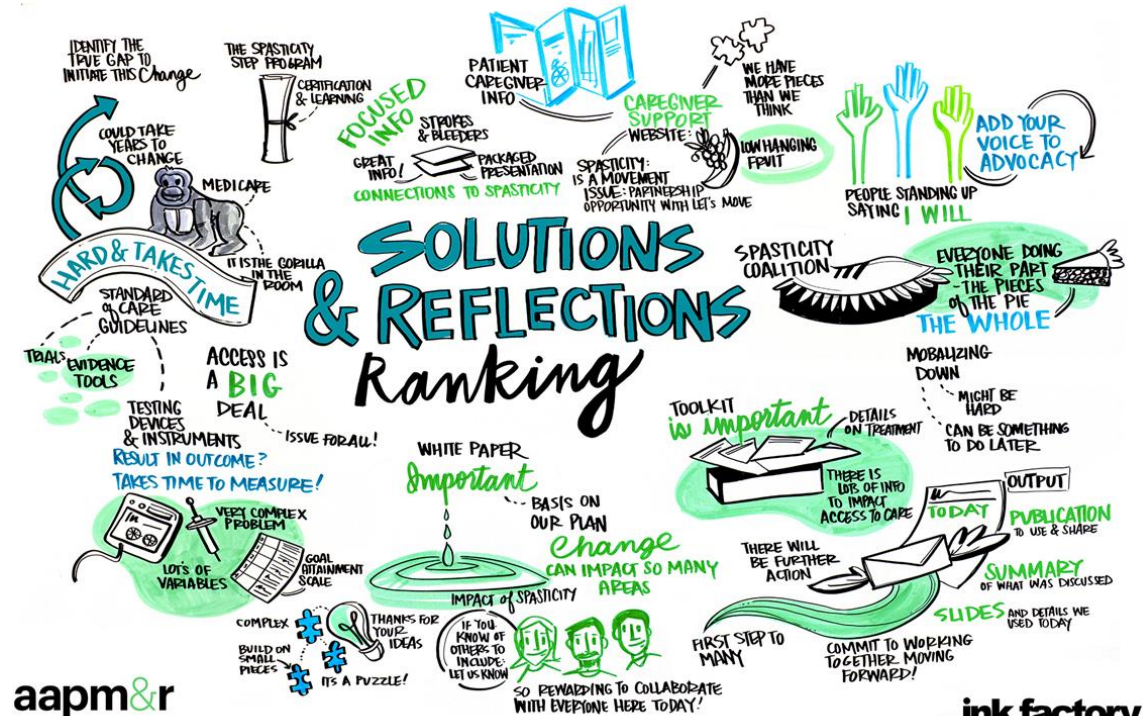 IDENTIFY THE
TRUE GAP TO
INITIATE THIS Change
COULD TAKE
YEARS TO
CHANGE
MEDICARE
IT IS THE GORILLA
IN THE
ROOM
HARD & TAKES TIME
STANDARD
of CARE
GUIDELINES
TRIALS
EVIDENCE
TOOLS
TESTING
DEVICES
& INSTRUMENTS
RESULT IN OUTCOME?
TAKES TIME TO MEASURE!
VERY COMPLEX
PROBLEM
LOTS OF
VARIABLES
GOAL
ATTAINMENT
SCALE
ACCESS IS
A BIG
DEAL
ISSUE FOR ALL!
THE SPASTICITY
STEP PROGRAM
CERTIFICATION
& LEARNING
FOCUSED
INFO
STROKES
& BLEEDERS
GREAT
INFO!
PACKAGED
PRESENTATION
CONNECTIONS TO SPASTICITY
PATIENT
CAREGIVER
INFO
CAREGIVER
SUPPORT
WEBSITE:
SPASTICITY:
IS A MOVEMENT
ISSUE: PARTNERSHIP
OPPORTUNITY WITH LET'S MOVE
WE HAVE
MORE PIECES
THAN WE
THINK
LOW HANGING
FRUIT
PEOPLE STANDING UP
SAYING I WILL
ADD YOUR
VOICE TO
ADVOCACY
SOLUTIONS
& REFLECTIONS
Ranking
SPASTICITY
COALITION
EVERYONE DOING
THEIR PART
- THE PIECES
of THE PIE
THE WHOLE
MOBALIZING
DOWN
MIGHT BE
HARD
CAN BE SOMETHING
TO DO LATER
TOOLKIT
is important
DETAILS
ON TREATMENT
THERE IS
LOTS OF INFO
TO IMPACT
ACCESS TO CARE
WHITE PAPER
Important
BASIS ON
OUR PLAN
Change
CAN IMPACT SO MANY
AREAS
IMPACT of SPASTICITY
COMPLEX
BUILD ON
SMALL
PIECES
IT'S A PUZZLE!
THANKS FOR
YOUR
IDEAS
IF YOU
KNOW OF
OTHERS TO
INCLUDE:
LET US KNOW
SO REWARDING TO COLLABORATE
WITH EVERYONE HERE TODAY!
THERE WILL
BE FURTHER
ACTION
FIRST STEP TO
MANY
COMMIT TO WORKING
TOGETHER MOVING
FORWARD!
TODAY
OUTPUT
PUBLICATION
TO USE & SHARE
SUMMARY
OF WHAT WAS DISCUSSED
SLIDES AND DETAILS WE
USED TODAY
aapm&r
ink factory